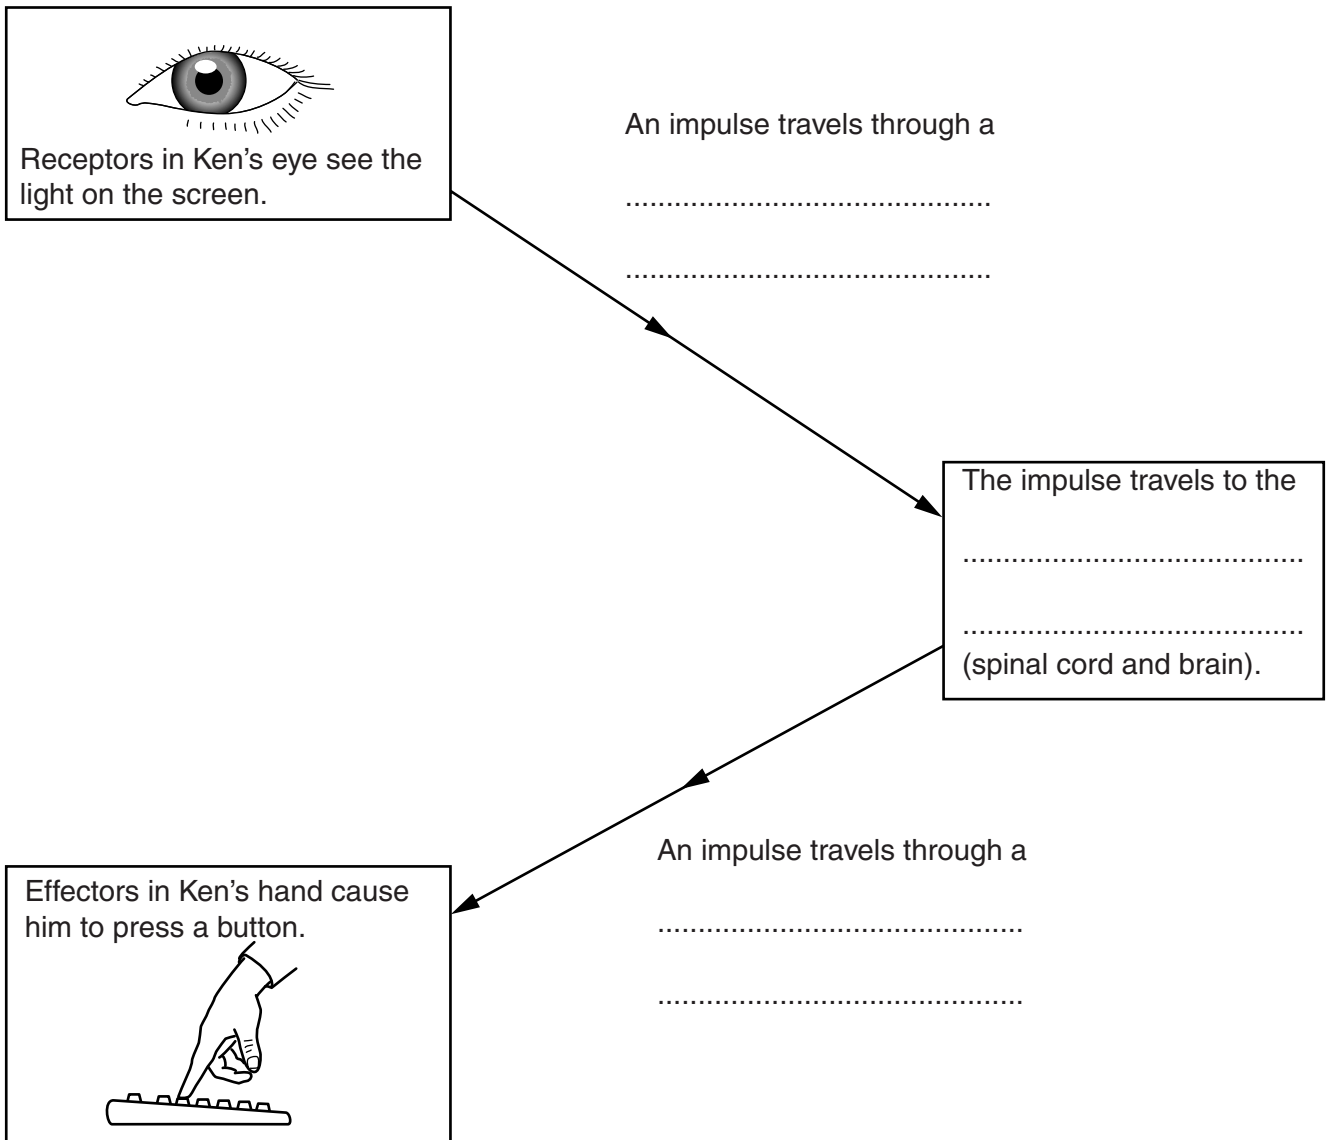 Receptors in Ken's eye see the
light on the screen.
An impulse travels through a
.............................................
.............................................
The impulse travels to the
..........................................
..........................................
(spinal cord and brain).
An impulse travels through a
.............................................
.............................................
Effectors in Ken's hand cause
him to press a button.